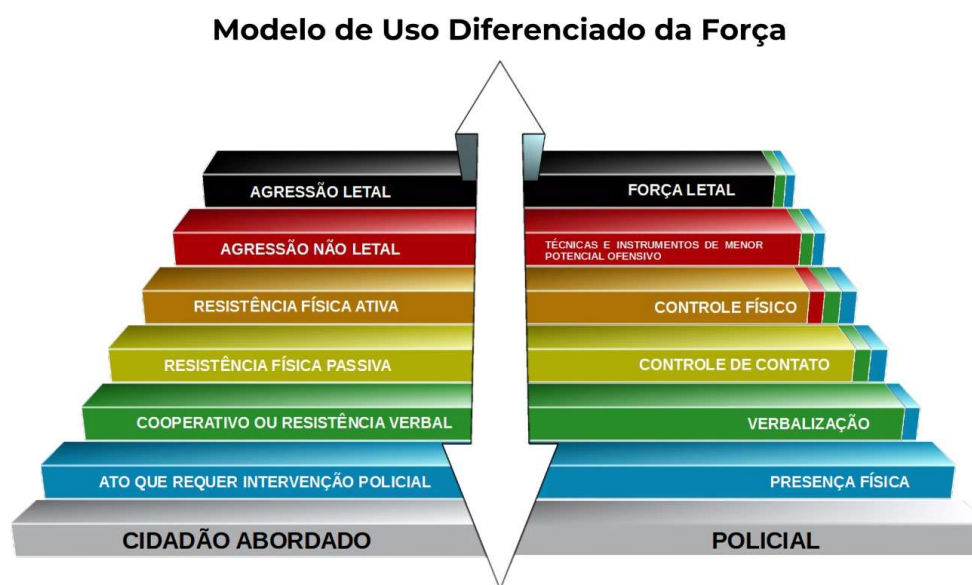 Modelo de Uso Diferenciado da Força
AGRESSÃO LETAL
FORÇA LETAL
AGRESSÃO NÃO LETAL
TÉCNICAS E INSTRUMENTOS DE MENOR
POTENCIAL OFENSIVO
RESISTÊNCIA FÍSICA ATIVA
CONTROLE FÍSICO
RESISTÊNCIA FÍSICA PASSIVA
CONTROLE DE CONTATO
COOPERATIVO OU RESISTÊNCIA VERBAL
VERBALIZAÇÃO
ATO QUE REQUER INTERVENÇÃO POLICIAL
PRESENÇA FÍSICA
CIDADÃO ABORDADO
POLICIAL